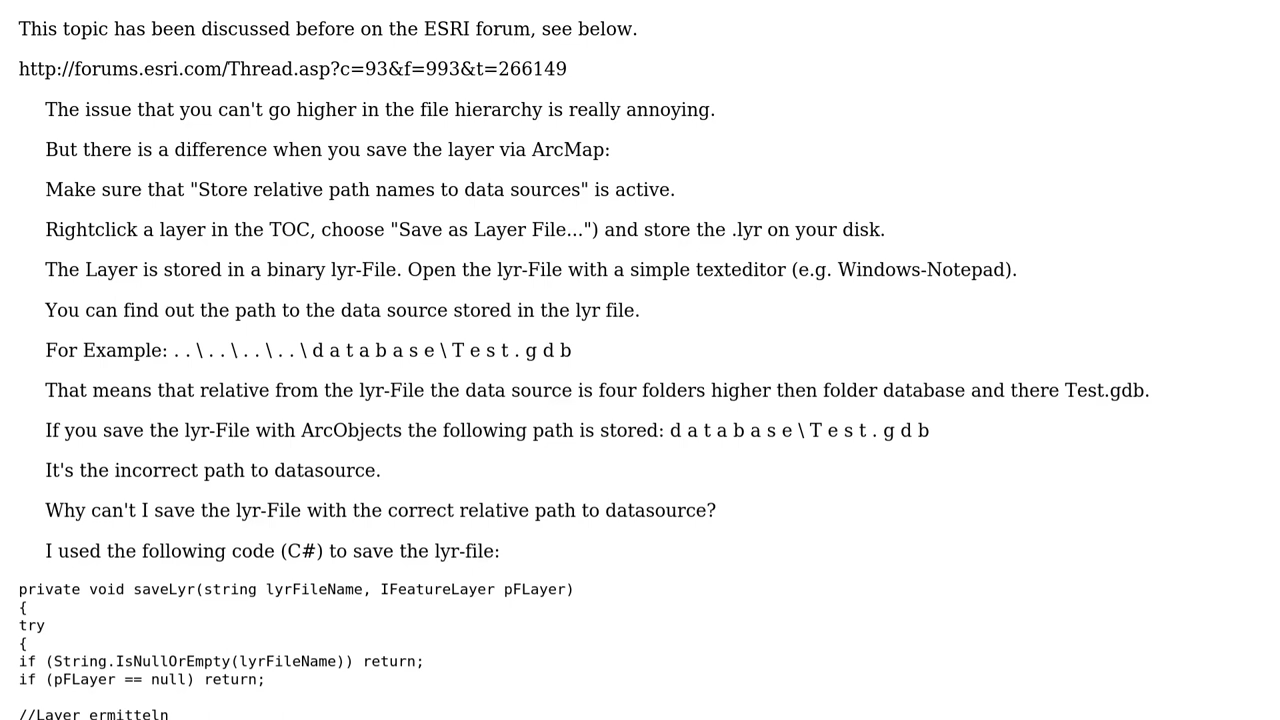 This topic has been discussed before on the ESRI forum, see below.
http://forums.esri.com/Thread.asp?c=93&f=993&t=266149
The issue that you can't go higher in the file hierarchy is really annoying.
But there is a difference when you save the layer via ArcMap:
Make sure that "Store relative path names to data sources" is active.
Rightclick a layer in the TOC, choose "Save as Layer File...") and store the .lyr on your disk.
The Layer is stored in a binary lyr-File. Open the lyr-File with a simple texteditor (e.g. Windows-Notepad).
You can find out the path to the data source stored in the lyr file.
For Example: . . \ . . \ . . \ . . \ d a t a b a s e \ T e s t . g d b
That means that relative from the lyr-File the data source is four folders higher then folder database and there Test.gdb.
If you save the lyr-File with ArcObjects the following path is stored: d a t a b a s e \ T e s t . g d b
It's the incorrect path to datasource.
Why can't I save the lyr-File with the correct relative path to datasource?
I used the following code (C#) to save the lyr-file:
private void saveLyr(string lyrFileName, IFeatureLayer pFLayer)
{
try
{
if (String.IsNullOrEmpty(lyrFileName)) return;
if (pFLayer == null) return;
//Layer ermitteln